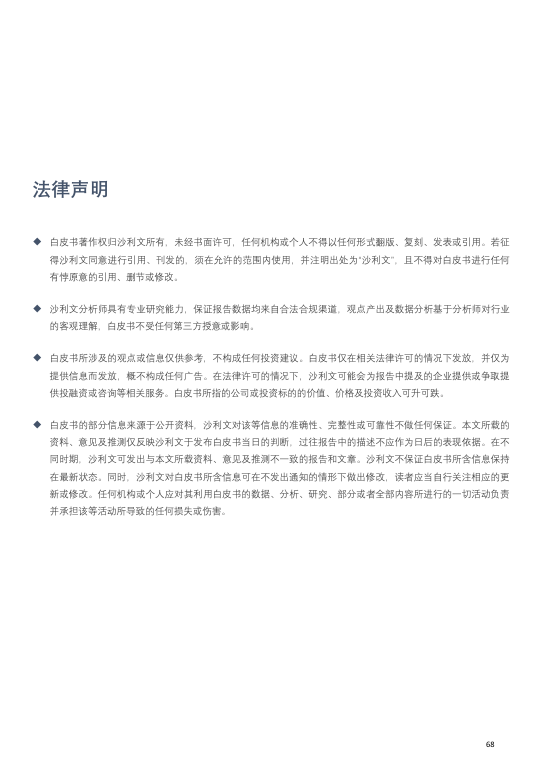 法律声明
◆ 白皮书著作权归沙利文所有，未经书面许可，任何机构或个人不得以任何形式翻版、复刻、发表或引用。若征
得沙利文同意进行引用、刊发的，须在允许的范围内使用，并注明出处为“沙利文”，且不得对白皮书进行任何
有悖原意的引用、删节或修改。
◆ 沙利文分析师具有专业研究能力，保证报告数据均来自合法合规渠道，观点产出及数据分析基于分析师对行业
的客观理解，白皮书不受任何第三方授意或影响。
◆ 白皮书所涉及的观点或信息仅供参考，不构成任何投资建议。白皮书仅在相关法律许可的情况下发放，并仅为
提供信息而发放，概不构成任何广告。在法律许可的情况下，沙利文可能会为报告中提及的企业提供或争取提
供投融资或咨询等相关服务。白皮书所指的公司或投资标的的价值、价格及投资收入可升可跌。
◆ 白皮书的部分信息来源于公开资料，沙利文对该等信息的准确性、完整性或可靠性不做任何保证。本文所载的
资料、意见及推测仅反映沙利文于发布白皮书当日的判断，过往报告中的描述不应作为日后的表现依据。在不
同时期，沙利文可发出与本文所载资料、意见及推测不一致的报告和文章。沙利文不保证白皮书所含信息保持
在最新状态。同时，沙利文对白皮书所含信息可在不发出通知的情形下做出修改，读者应当自行关注相应的更
新或修改。任何机构或个人应对其利用白皮书的数据、分析、研究、部分或者全部内容所进行的一切活动负责
并承担该等活动所导致的任何损失或伤害。
68